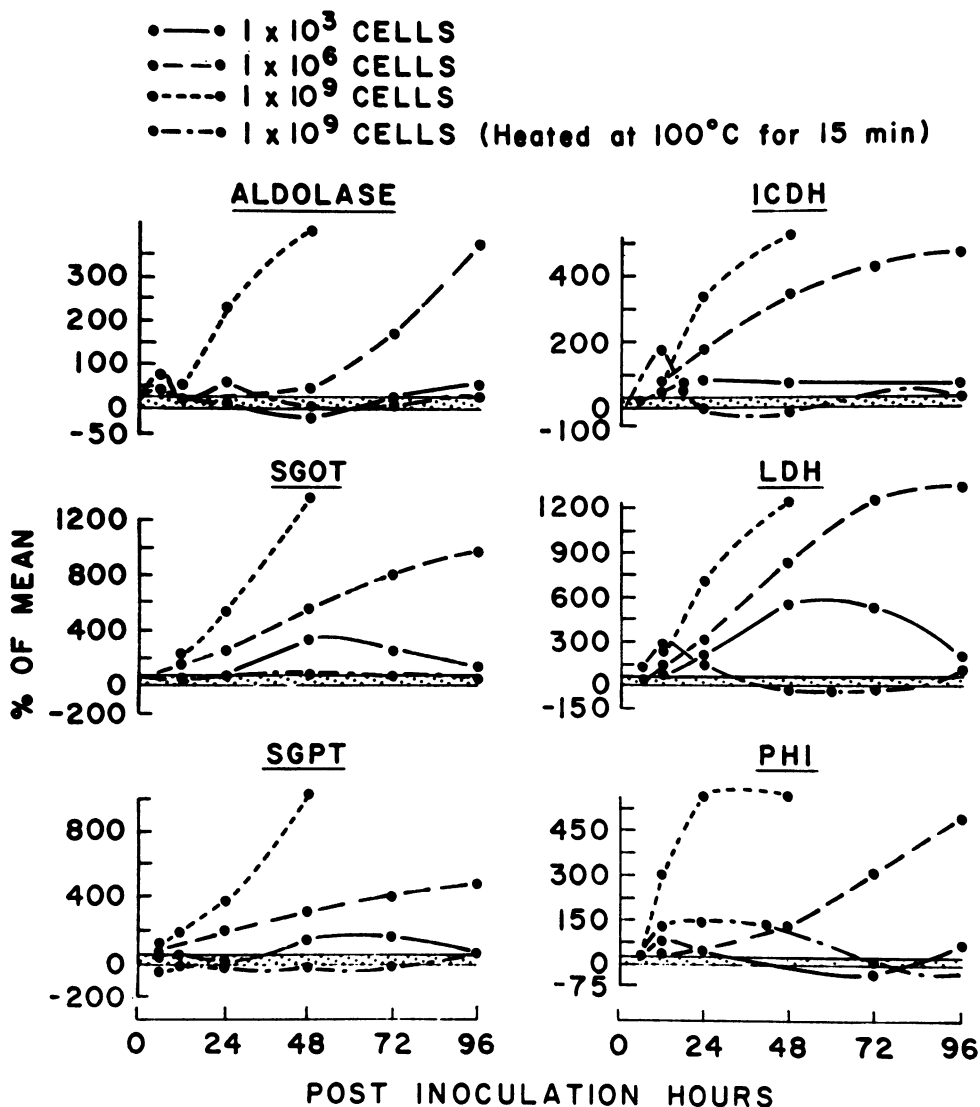 1 x 10³ CELLS
1 x 10⁶ CELLS
1 x 10⁹ CELLS
1 x 10⁹ CELLS (Heated at 100°C for 15 min)
ALDOLASE
300
200
100
0
-50
ICDH
400
200
0
-100
% OF MEAN
SGOT
1200
800
400
0
-200
LDH
1200
900
600
300
0
-150
SGPT
800
400
0
-200
PHI
450
300
150
0
-75
0 24 48 72 96
0 24 48 72 96
POST INOCULATION HOURS